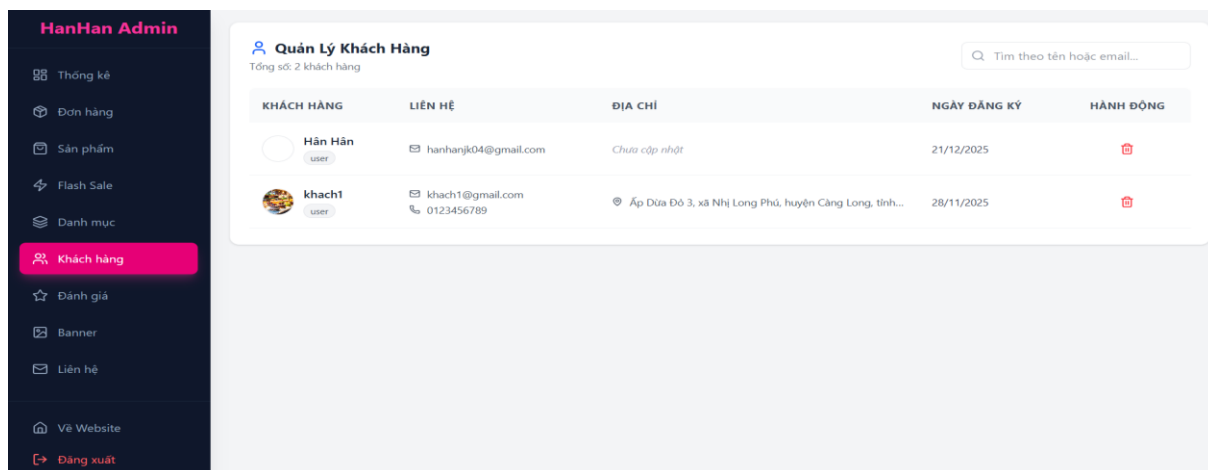 HanHan Admin
Thống kê
Đơn hàng
Sản phẩm
Flash Sale
Danh mục
Khách hàng
Đánh giá
Banner
Liên hệ
Về Website
Đăng xuất
Quản Lý Khách Hàng
Tổng số: 2 khách hàng
Tìm theo tên hoặc email...
KHÁCH HÀNG LIÊN HỆ ĐỊA CHỈ NGÀY ĐĂNG KÝ HÀNH ĐỘNG
Hân Hân
user
hanhanjk04@gmail.com
Chưa cập nhật
21/12/2025
khach1
user
khach1@gmail.com
0123456789
Ấp Dừa Đỏ 3, xã Nhị Long Phú, huyện Càng Long, tỉnh...
28/11/2025